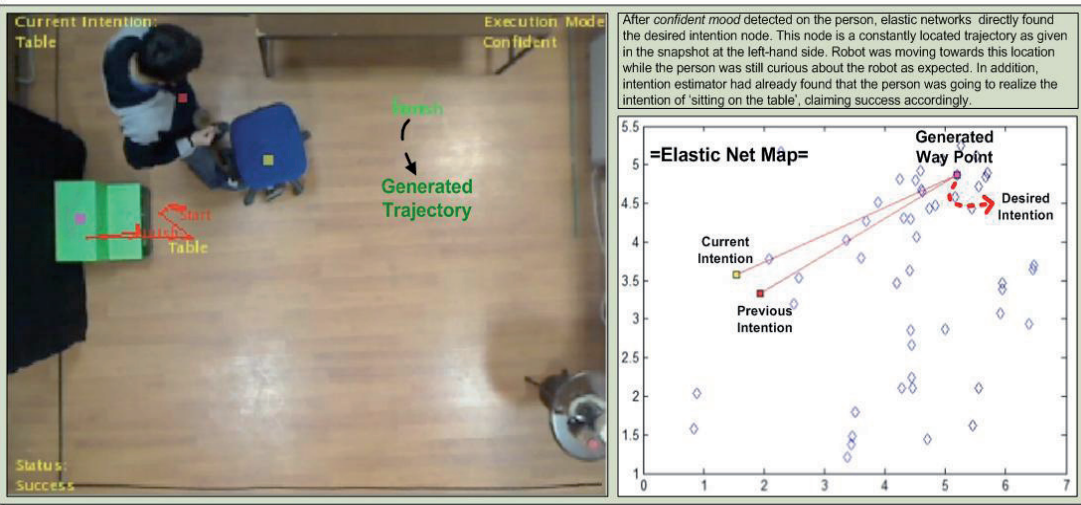 Current Intention:
Table
Execution Mode
Confident
Generated
Trajectory
Start
Table
Status:
Success
After confident mood detected on the person, elastic networks directly found
the desired intention node. This node is a constantly located trajectory as given
in the snapshot at the left-hand side. Robot was moving towards this location
while the person was still curious about the robot as expected. In addition,
intention estimator had already found that the person was going to realize the
intention of 'sitting on the table', claiming success accordingly.
=Elastic Net Map=
Generated
Way Point
Desired
Intention
Current
Intention
Previous
Intention
5.5
5
4.5
4
3.5
3
2.5
2
1.5
1
0 1 2 3 4 5 6 7